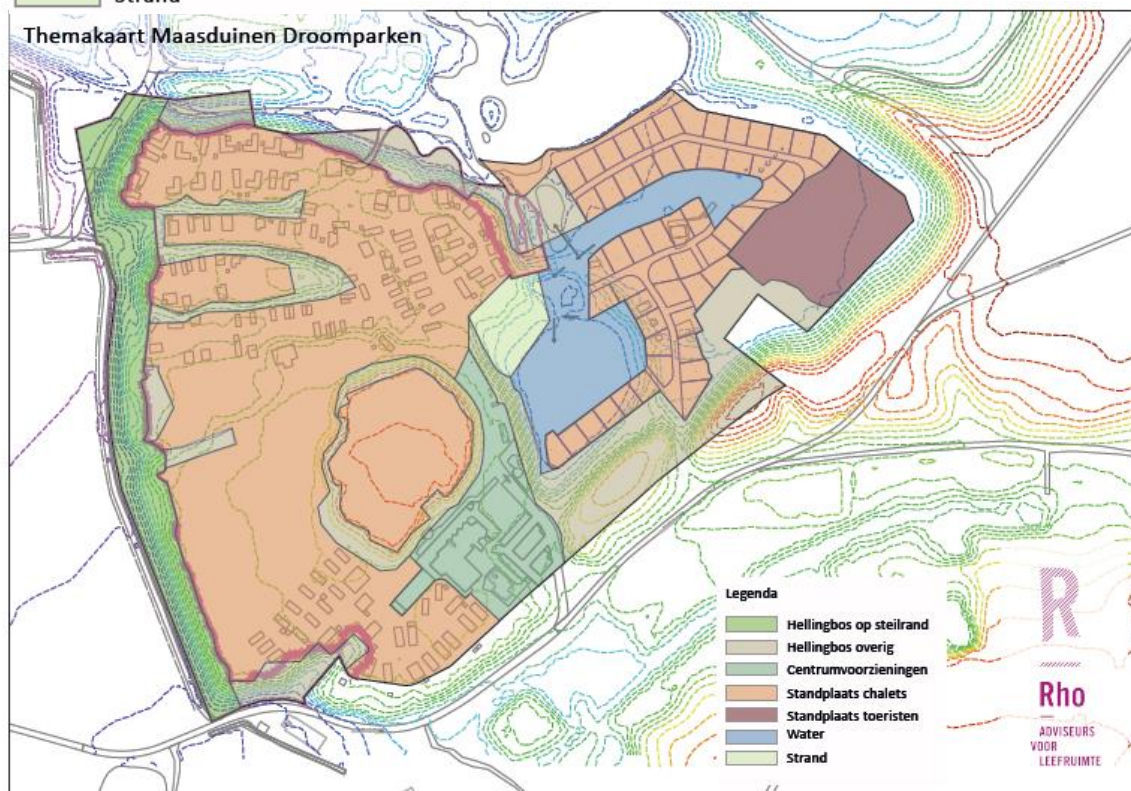 Strand
Themakaart Maasduinen Droomparken
Legenda
Hellingbos op steilrand
Hellingbos overig
Centrumvoorzieningen
Standplaats chalets
Standplaats toeristen
Water
Strand
R
Rho
ADVISEURS
VOOR
LEEFRUIMTE